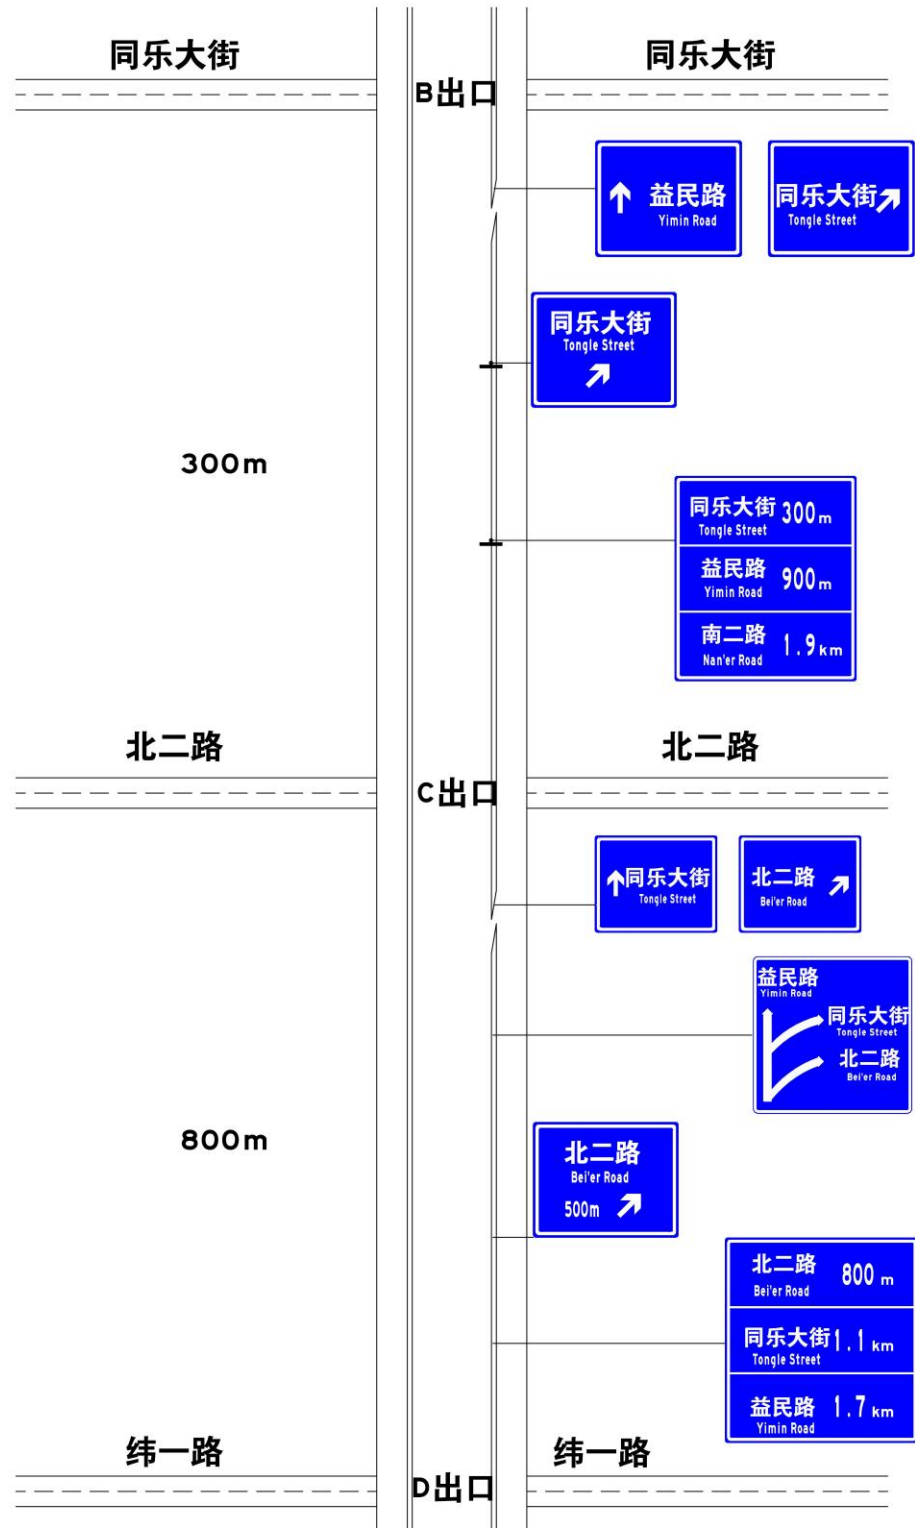 同乐大街
同乐大街
B出口
益民路
Yimin Road
同乐大街
Tongle Street
同乐大街
Tongle Street
300m
同乐大街 300m
Tongle Street
益民路 900m
Yimin Road
南二路 1.9km
Nan'er Road
北二路
北二路
C出口
同乐大街
Tongle Street
北二路
Bei'er Road
益民路
Yimin Road
同乐大街
Tongle Street
北二路
Bei'er Road
800m
北二路
Bei'er Road
500m
北二路 800 m
Bei'er Road
同乐大街 1.1 km
Tongle Street
益民路 1.7 km
Yimin Road
纬一路
纬一路
D出口